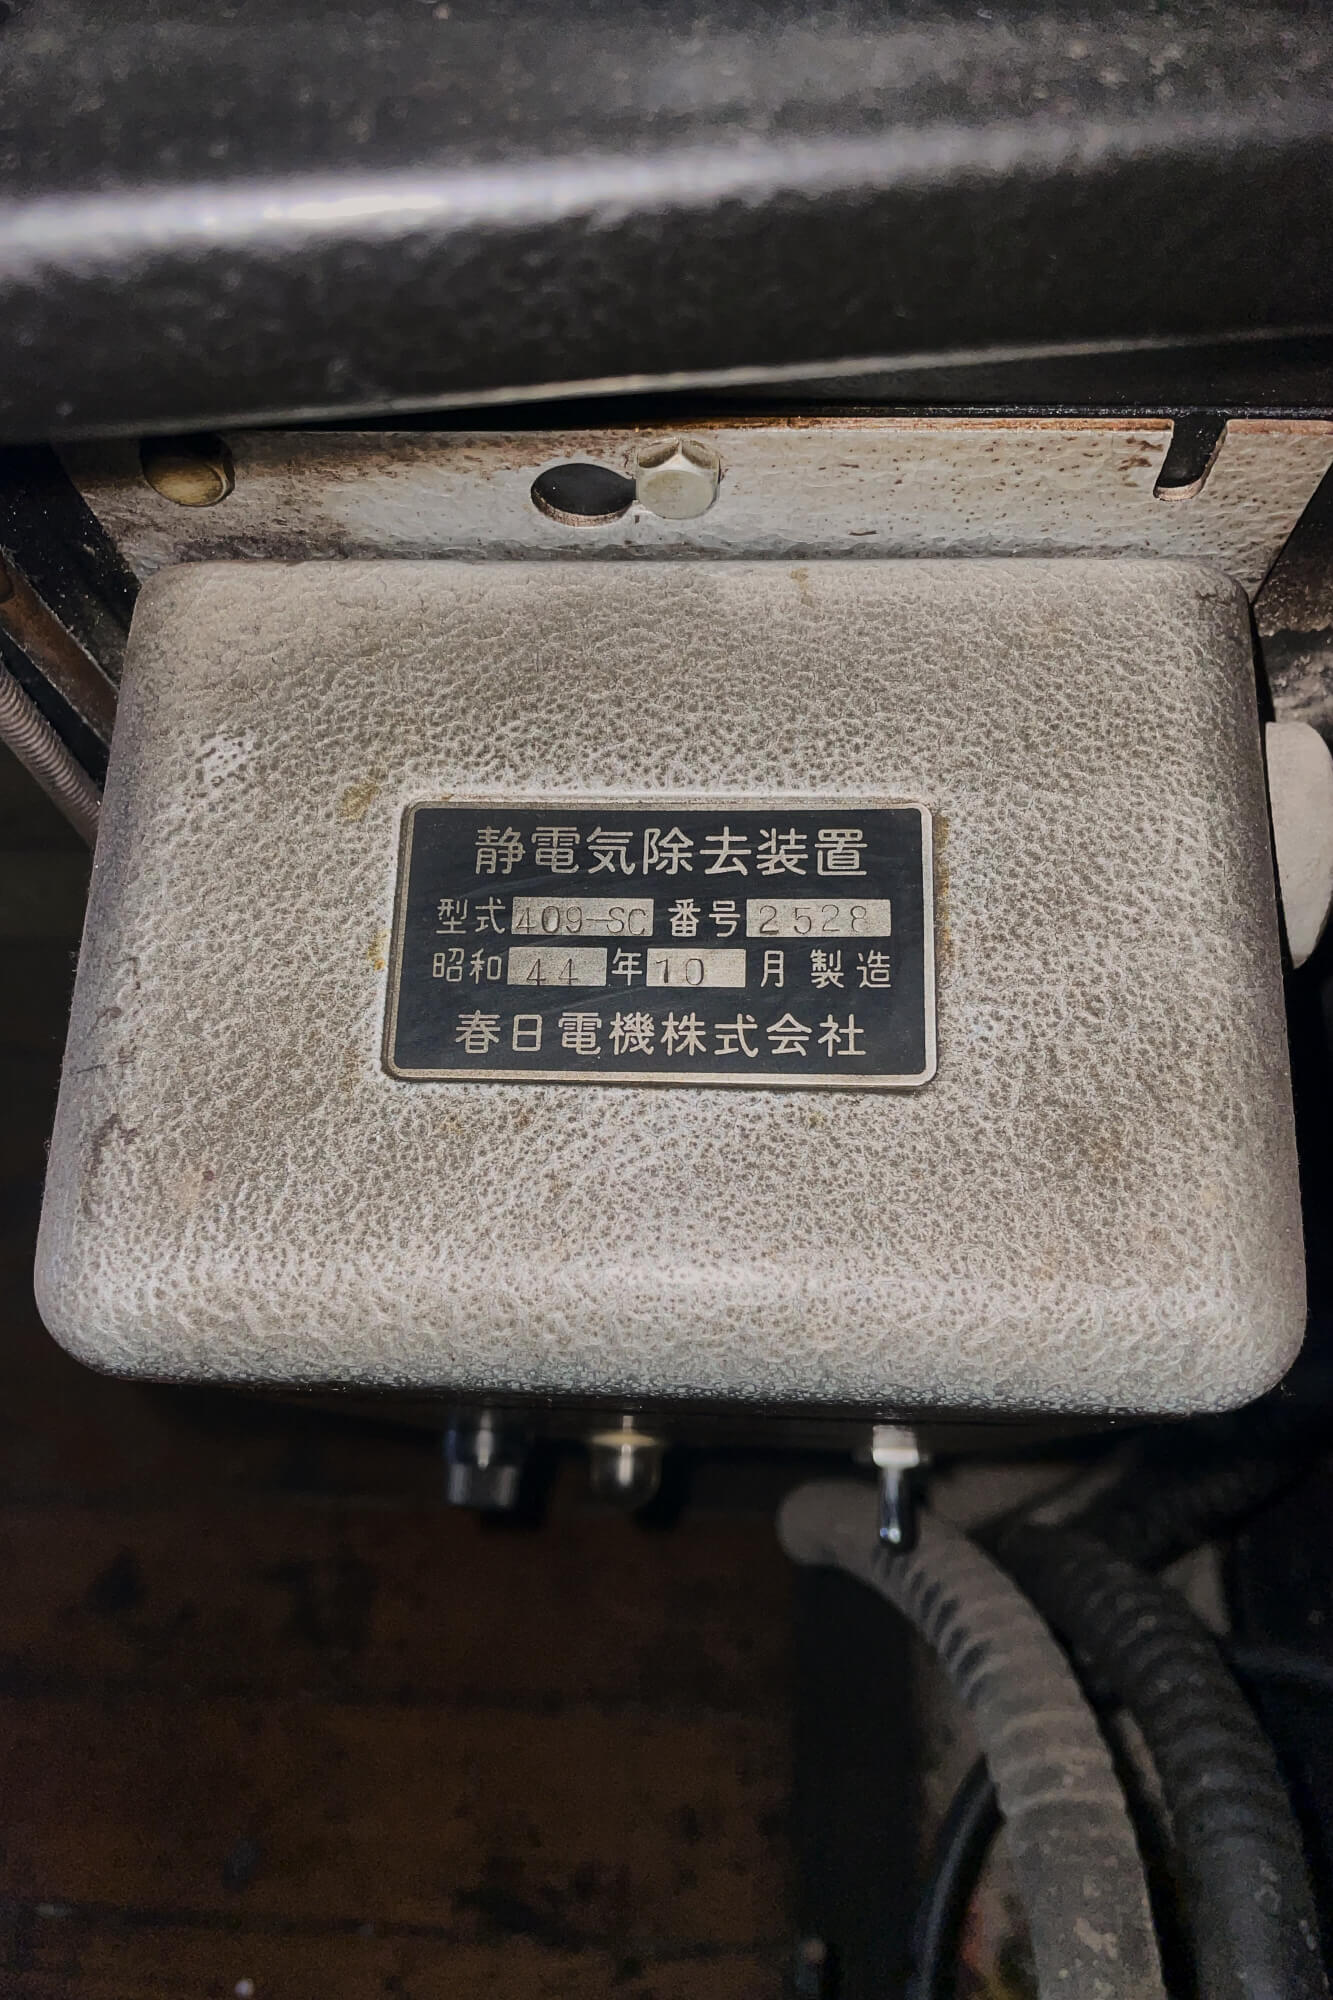 静電気除去装置
型式 409-SC 番号 2528
昭和 44 年 10 月 製造
春日電機株式会社